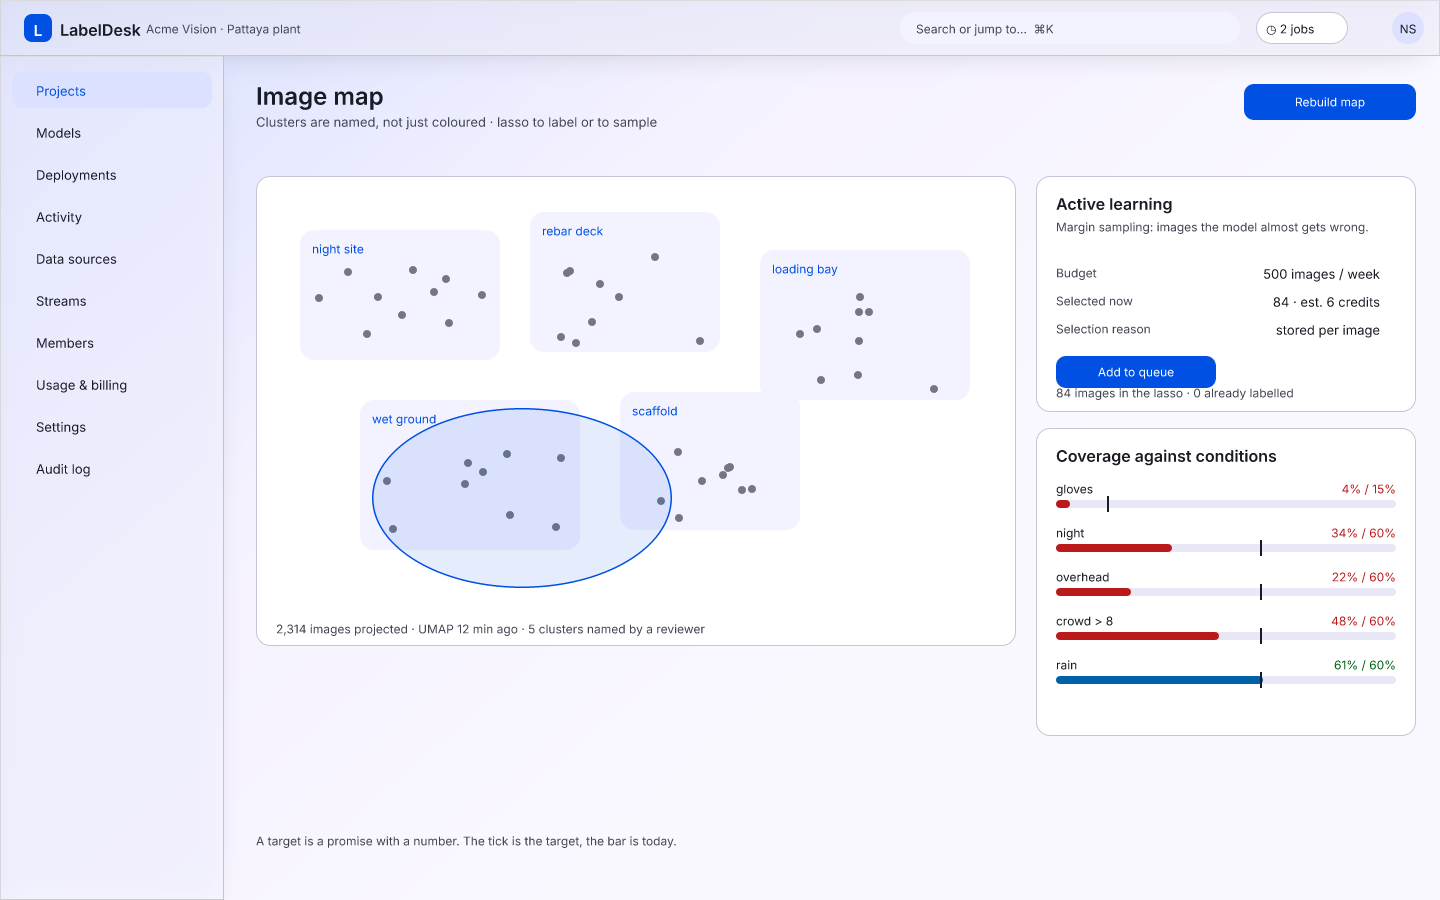 L LabelDesk Acme Vision · Pattaya plant
Search or jump to... ⌘K
◷ 2 jobs
NS
Projects
Models
Deployments
Activity
Data sources
Streams
Members
Usage & billing
Settings
Audit log
Image map
Clusters are named, not just coloured · lasso to label or to sample
Rebuild map
night site
rebar deck
loading bay
wet ground
scaffold
2,314 images projected · UMAP 12 min ago · 5 clusters named by a reviewer
Active learning
Margin sampling: images the model almost gets wrong.
Budget 500 images / week
Selected now 84 · est. 6 credits
Selection reason stored per image
Add to queue
84 images in the lasso · 0 already labelled
Coverage against conditions
gloves 4% / 15%
night 34% / 60%
overhead 22% / 60%
crowd > 8 48% / 60%
rain 61% / 60%
A target is a promise with a number. The tick is the target, the bar is today.